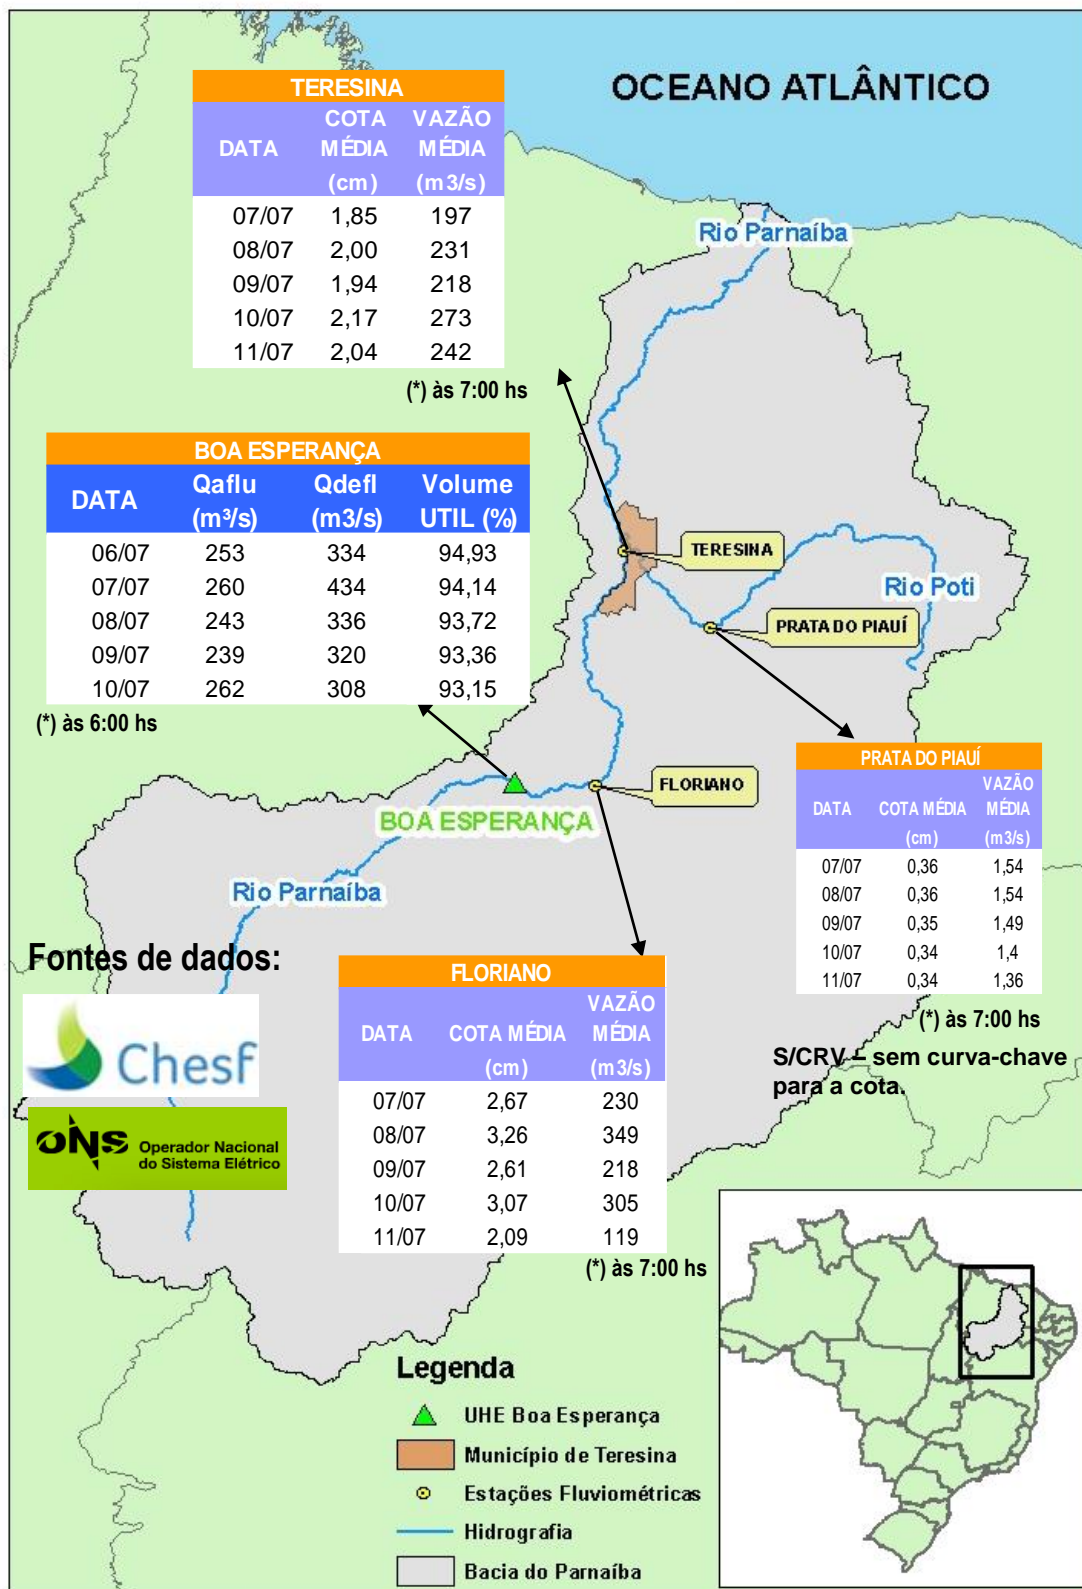 OCEANO ATLÂNTICO
TERESINA
DATA COTA MÉDIA (cm) VAZÃO MÉDIA (m3/s)
07/07 1,85 197
08/07 2,00 231
09/07 1,94 218
10/07 2,17 273
11/07 2,04 242
(*) às 7:00 hs
Rio Parnaíba
BOA ESPERANÇA
DATA Qaflu (m³/s) Qdefl (m3/s) Volume UTIL (%)
06/07 253 334 94,93
07/07 260 434 94,14
08/07 243 336 93,72
09/07 239 320 93,36
10/07 262 308 93,15
(*) às 6:00 hs
TERESINA
Rio Poti
PRATA DO PIAUÍ
FLORIANO
BOA ESPERANÇA
Rio Parnaíba
PRATA DO PIAUÍ
DATA COTA MÉDIA (cm) VAZÃO MÉDIA (m3/s)
07/07 0,36 1,54
08/07 0,36 1,54
09/07 0,35 1,49
10/07 0,34 1,4
11/07 0,34 1,36
(*) às 7:00 hs
S/CRV – sem curva-chave
para a cota.
Fontes de dados:
Chesf
ONS Operador Nacional
do Sistema Elétrico
FLORIANO
DATA COTA MÉDIA (cm) VAZÃO MÉDIA (m3/s)
07/07 2,67 230
08/07 3,26 349
09/07 2,61 218
10/07 3,07 305
11/07 2,09 119
(*) às 7:00 hs
Legenda
UHE Boa Esperança
Município de Teresina
Estações Fluviométricas
Hidrografia
Bacia do Parnaíba